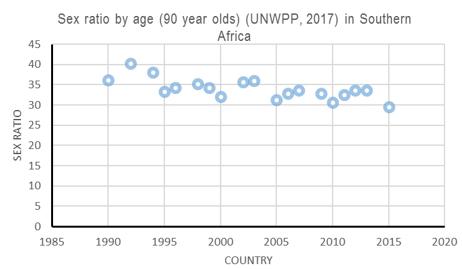 Sex ratio by age (90 year olds) (UNWPP, 2017) in Southern
Africa
45
40
35
30
25
20
15
10
5
0
SEX RATIO
1985 1990 1995 2000 2005 2010 2015 2020
COUNTRY